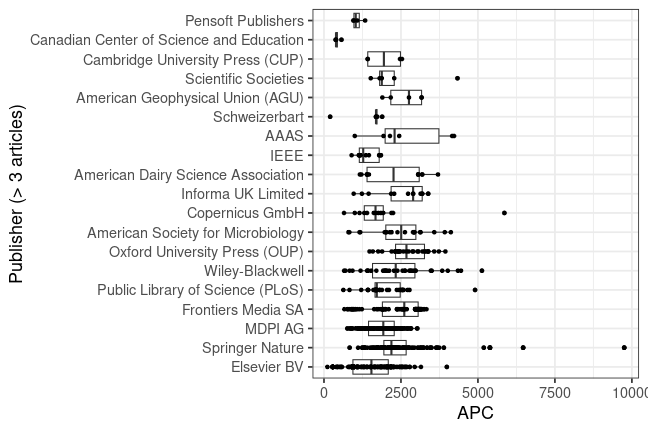 Publisher (> 3 articles)
Pensoft Publishers
Canadian Center of Science and Education
Cambridge University Press (CUP)
Scientific Societies
American Geophysical Union (AGU)
Schweizerbart
AAAS
IEEE
American Dairy Science Association
Informa UK Limited
Copernicus GmbH
American Society for Microbiology
Oxford University Press (OUP)
Wiley-Blackwell
Public Library of Science (PLoS)
Frontiers Media SA
MDPI AG
Springer Nature
Elsevier BV
0 2500 5000 7500 10000
APC